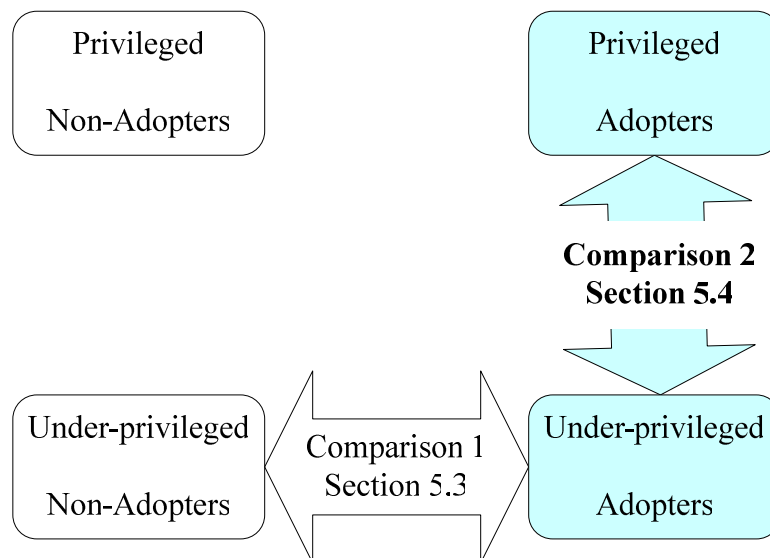 Privileged
Non-Adopters
Privileged
Adopters
Comparison 2
Section 5.4
Under-privileged
Non-Adopters
Comparison 1
Section 5.3
Under-privileged
Adopters